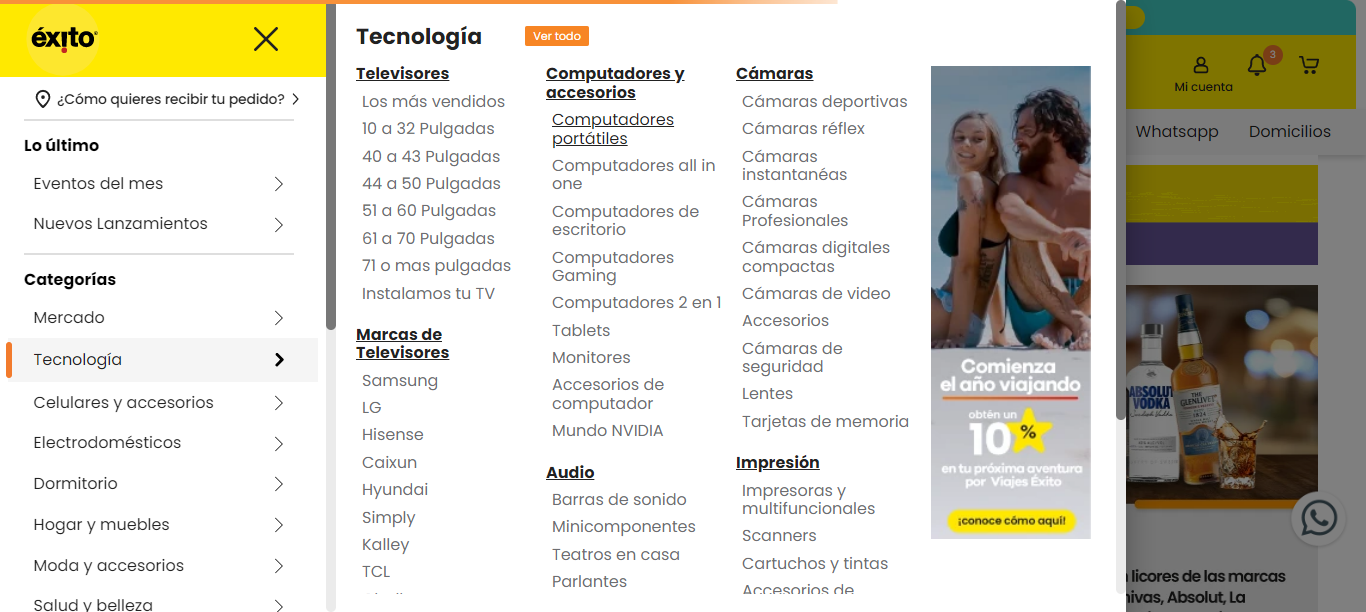 éxito
¿Cómo quieres recibir tu pedido?
Lo último
Eventos del mes
Nuevos Lanzamientos
Categorías
Mercado
Tecnología
Celulares y accesorios
Electrodomésticos
Dormitorio
Hogar y muebles
Moda y accesorios
Salud y belleza
Tecnología
Ver todo
Televisores
Los más vendidos
10 a 32 Pulgadas
40 a 43 Pulgadas
44 a 50 Pulgadas
51 a 60 Pulgadas
61 a 70 Pulgadas
71 o mas pulgadas
Instalamos tu TV
Marcas de
Televisores
Samsung
LG
Hisense
Caixun
Hyundai
Simply
Kalley
TCL
Computadores y
accesorios
Computadores
portátiles
Computadores all in
one
Computadores de
escritorio
Computadores
Gaming
Computadores 2 en 1
Tablets
Monitores
Accesorios de
computador
Mundo NVIDIA
Audio
Barras de sonido
Minicomponentes
Teatros en casa
Parlantes
Cámaras
Cámaras deportivas
Cámaras réflex
Cámaras
instantanéas
Cámaras
Profesionales
Cámaras digitales
compactas
Cámaras de video
Accesorios
Cámaras de
seguridad
Lentes
Tarjetas de memoria
Impresión
Impresoras y
multifuncionales
Scanners
Cartuchos y tintas
Accesorios de
Comienza
el año viajando
obtén un
10%
en tu próxima aventura
por Viajes Éxito
¡conoce cómo aquí!
3
Mi cuenta
Whatsapp
Domicilios
ABSOLUT
VODKA
THE
GLENLIVET
licores de las marcas
hivas, Absolut, La